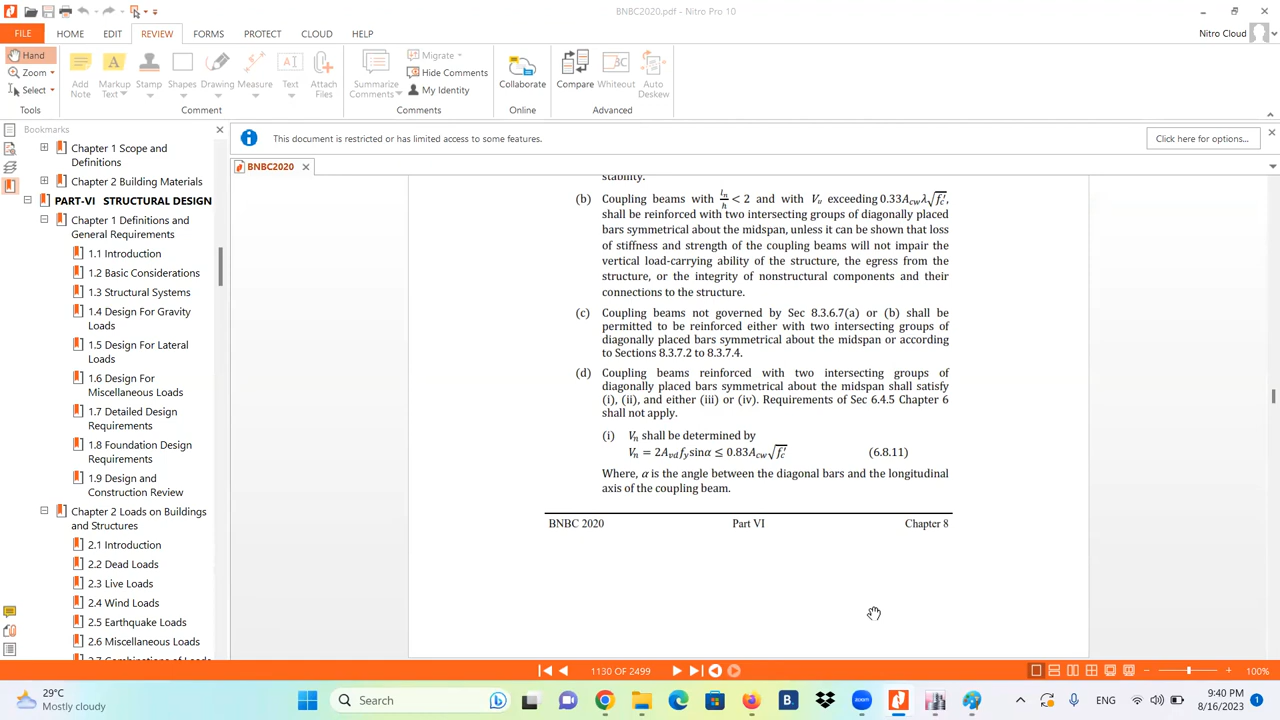 BNBC2020.pdf - Nitro Pro 10
FILE
HOME
EDIT
REVIEW
FORMS
PROTECT
CLOUD
HELP
Nitro Cloud
Hand
Zoom
Select
Tools
Add Note
Markup Text
Stamp
Shapes
Drawing
Measure
Text
Attach Files
Comment
Summarize Comments
Migrate
Hide Comments
My Identity
Comments
Collaborate
Online
Compare
Whiteout
Auto Deskew
Advanced
Bookmarks
This document is restricted or has limited access to some features.
Click here for options...
BNBC2020
Chapter 1 Scope and
Definitions
Chapter 2 Building Materials
PART-VI STRUCTURAL DESIGN
Chapter 1 Definitions and
General Requirements
1.1 Introduction
1.2 Basic Considerations
1.3 Structural Systems
1.4 Design For Gravity
Loads
1.5 Design For Lateral
Loads
1.6 Design For
Miscellaneous Loads
1.7 Detailed Design
Requirements
1.8 Foundation Design
Requirements
1.9 Design and
Construction Review
Chapter 2 Loads on Buildings
and Structures
2.1 Introduction
2.2 Dead Loads
2.3 Live Loads
2.4 Wind Loads
2.5 Earthquake Loads
2.6 Miscellaneous Loads
2.7 Combinations of Loads
stability.
(b) Coupling beams with lₙ/h < 2 and with Vᵤ exceeding 0.33A_cw λ√f′c,
shall be reinforced with two intersecting groups of diagonally placed
bars symmetrical about the midspan, unless it can be shown that loss
of stiffness and strength of the coupling beams will not impair the
vertical load-carrying ability of the structure, the egress from the
structure, or the integrity of nonstructural components and their
connections to the structure.
(c) Coupling beams not governed by Sec 8.3.6.7(a) or (b) shall be
permitted to be reinforced either with two intersecting groups of
diagonally placed bars symmetrical about the midspan or according
to Sections 8.3.7.2 to 8.3.7.4.
(d) Coupling beams reinforced with two intersecting groups of
diagonally placed bars symmetrical about the midspan shall satisfy
(i), (ii), and either (iii) or (iv). Requirements of Sec 6.4.5 Chapter 6
shall not apply.
(i) Vₙ shall be determined by
Vₙ = 2A_vd f_y sinα ≤ 0.83A_cw √f′c (6.8.11)
Where, α is the angle between the diagonal bars and the longitudinal
axis of the coupling beam.
BNBC 2020 Part VI Chapter 8
1130 OF 2499
100%
29°C
Mostly cloudy
Search
B.
zoom
ENG
9:40 PM
8/16/2023
1